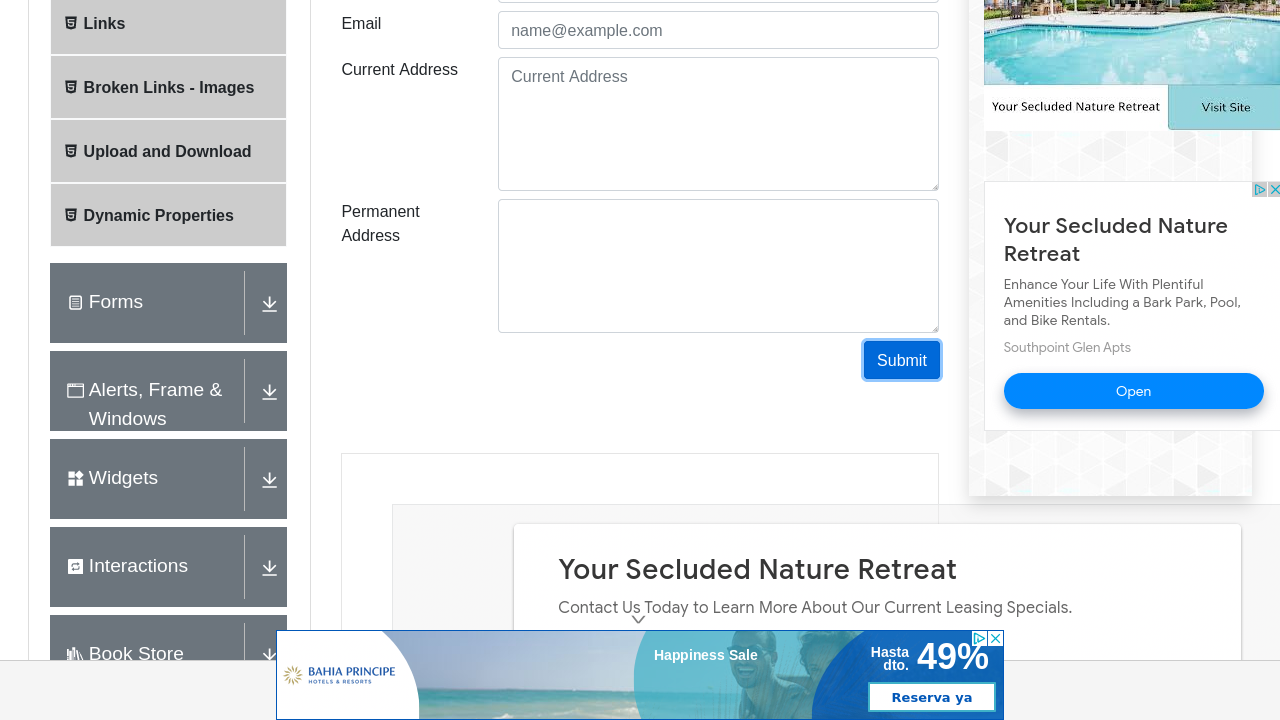 Links
Broken Links - Images
Upload and Download
Dynamic Properties
Forms
Alerts, Frame &
Windows
Widgets
Interactions
Book Store
Email
name@example.com
Current Address
Current Address
Permanent
Address
Submit
Your Secluded Nature Retreat
Visit Site
Your Secluded Nature
Retreat
Enhance Your Life With Plentiful
Amenities Including a Bark Park, Pool,
and Bike Rentals.
Southpoint Glen Apts
Open
Your Secluded Nature Retreat
Contact Us Today to Learn More About Our Current Leasing Specials.
BAHIA PRINCIPE
HOTELS & RESORTS
Happiness Sale
Hasta
dto.
49%
Reserva ya